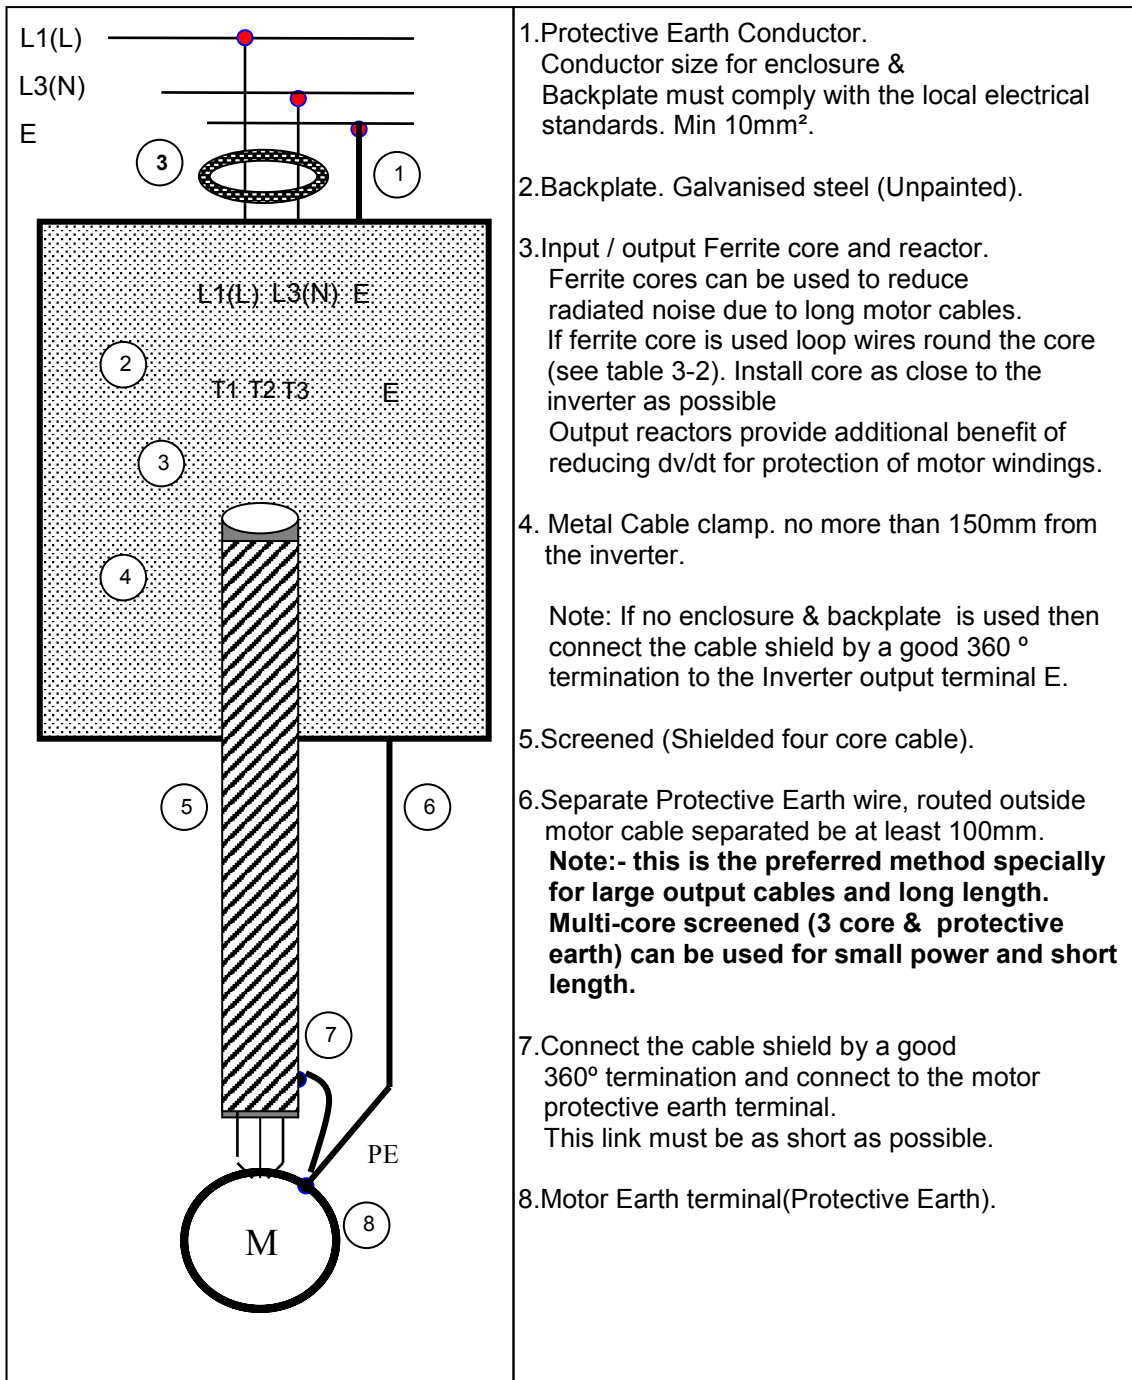 L1(L)
L3(N)
E
3
1
L1(L) L3(N) E
2
T1 T2 T3 E
3
4
5
6
7
PE
8
M
1.Protective Earth Conductor.
Conductor size for enclosure &
Backplate must comply with the local electrical
standards. Min 10mm².
2.Backplate. Galvanised steel (Unpainted).
3.Input / output Ferrite core and reactor.
Ferrite cores can be used to reduce
radiated noise due to long motor cables.
If ferrite core is used loop wires round the core
(see table 3-2). Install core as close to the
inverter as possible
Output reactors provide additional benefit of
reducing dv/dt for protection of motor windings.
4. Metal Cable clamp. no more than 150mm from
the inverter.
Note: If no enclosure & backplate is used then
connect the cable shield by a good 360 º
termination to the Inverter output terminal E.
5.Screened (Shielded four core cable).
6.Separate Protective Earth wire, routed outside
motor cable separated be at least 100mm.
Note:- this is the preferred method specially
for large output cables and long length.
Multi-core screened (3 core & protective
earth) can be used for small power and short
length.
7.Connect the cable shield by a good
360º termination and connect to the motor
protective earth terminal.
This link must be as short as possible.
8.Motor Earth terminal(Protective Earth).